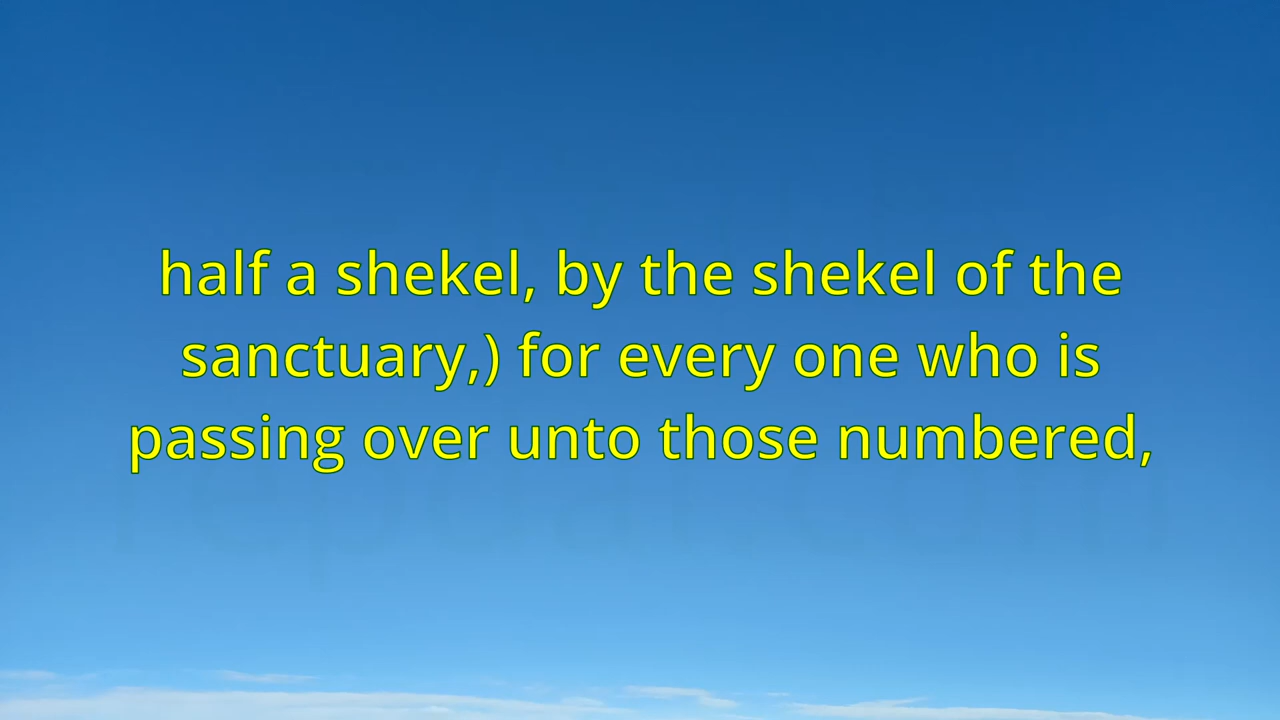 half a shekel, by the shekel of the
sanctuary,) for every one who is
passing over unto those numbered,